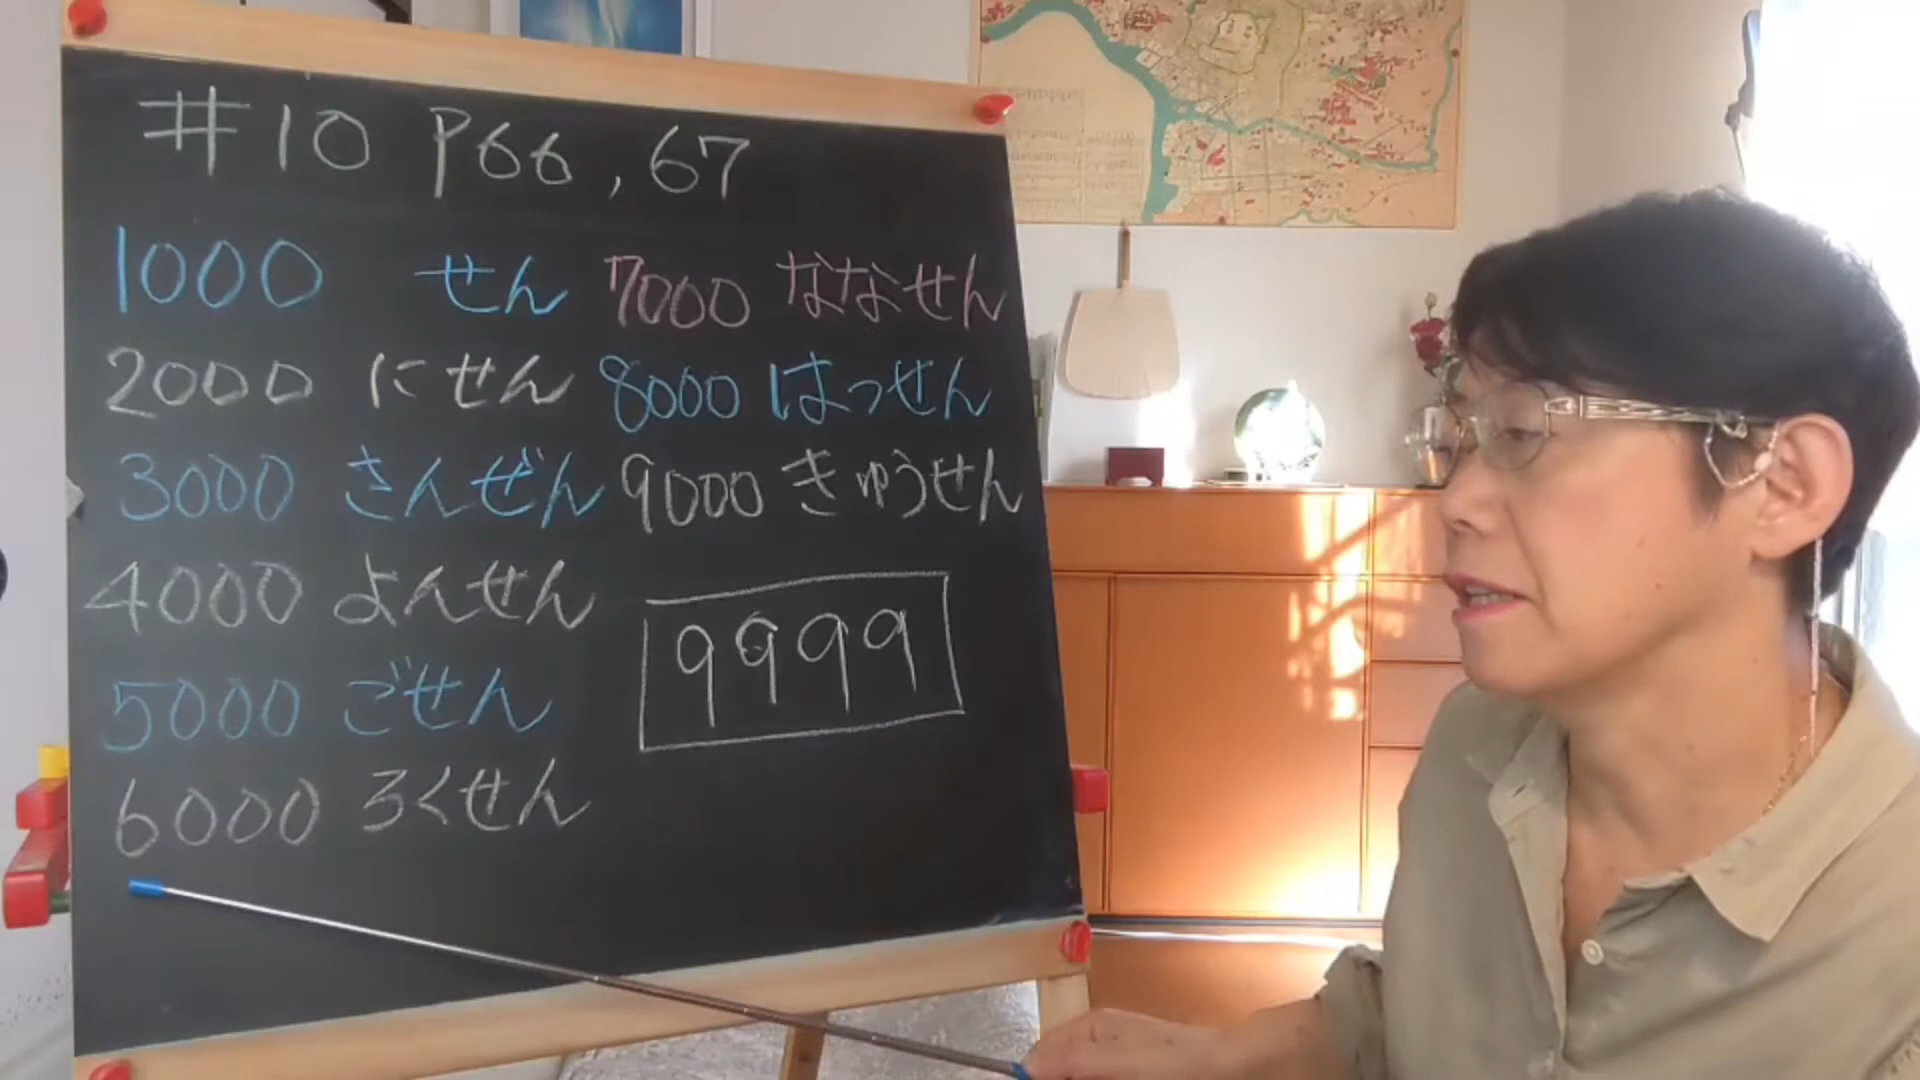 #10 P66, 67
1000 せん
2000 にせん
3000 さんぜん
4000 よんせん
5000 ごせん
6000 ろくせん
7000 ななせん
8000 はっせん
9000 きゅうせん
9999